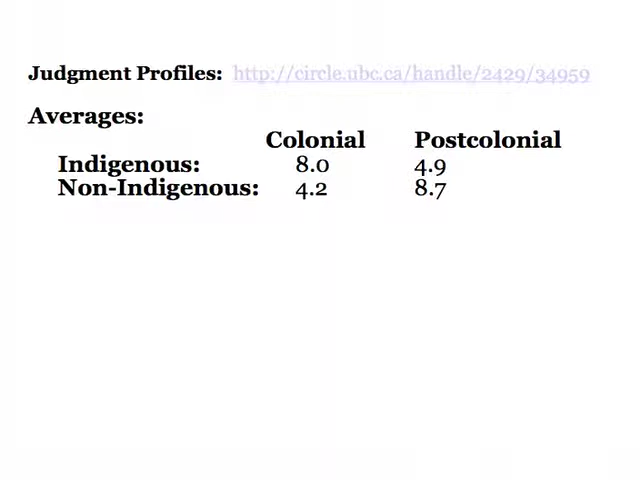 Judgment Profiles: http://circle.ubc.ca/handle/2429/34959
Averages:
Colonial Postcolonial
Indigenous: 8.0 4.9
Non-Indigenous: 4.2 8.7